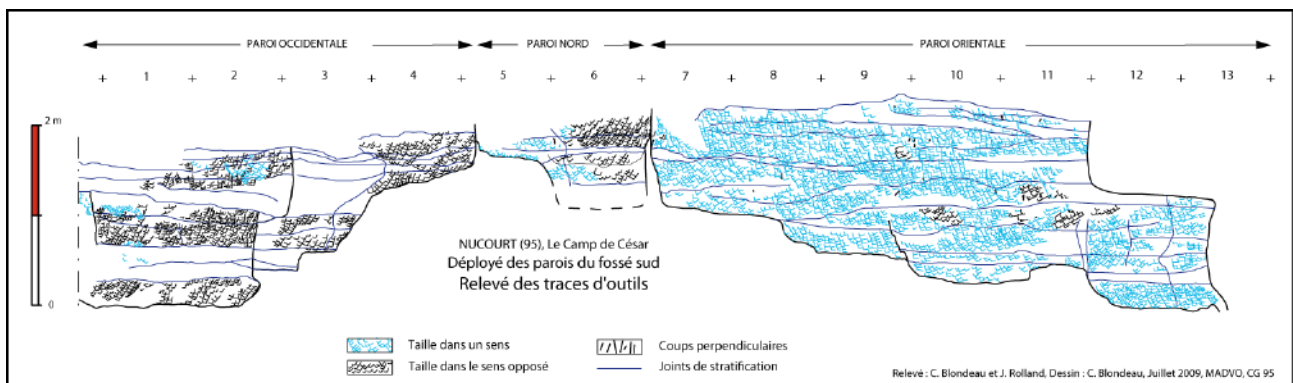 PAROI OCCIDENTALE PAROI NORD PAROI ORIENTALE
+ 1 + 2 + 3 + 4 + 5 + 6 + 7 + 8 + 9 + 10 + 11 + 12 + 13 +
2 m
1
0
NUCOURT (95), Le Camp de César
Déployé des parois du fossé sud
Relevé des traces d'outils
Taille dans un sens
Coups perpendiculaires
Taille dans le sens opposé
Joints de stratification
Relevé : C. Blondeau et J. Rolland, Dessin : C. Blondeau, Juillet 2009, MADVO, CG 95